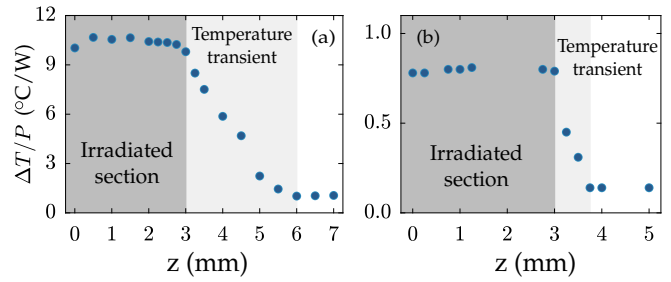 12
9
6
3
0
ΔT/P (°C/W)
Temperature
transient
(a)
Irradiated
section
0 1 2 3 4 5 6 7
z (mm)
1.0
0.5
0.0
(b)
Temperature
transient
Irradiated
section
0 1 2 3 4 5
z (mm)